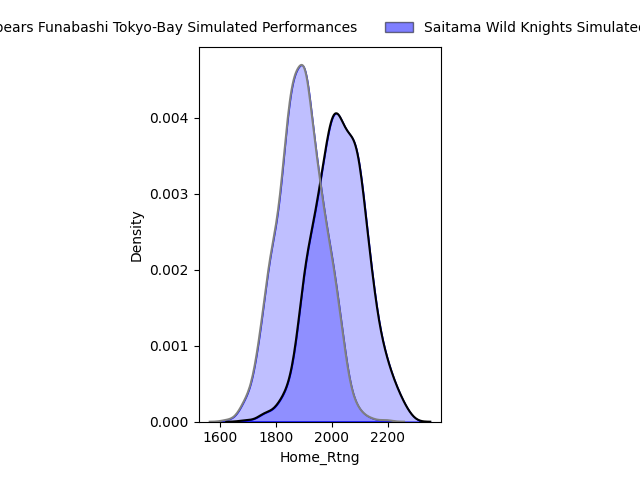 pears Funabashi Tokyo-Bay Simulated Performances
Saitama Wild Knights Simulated
0.004
0.003
0.002
0.001
0.000
Density
1600 1800 2000 2200
Home_Rtng